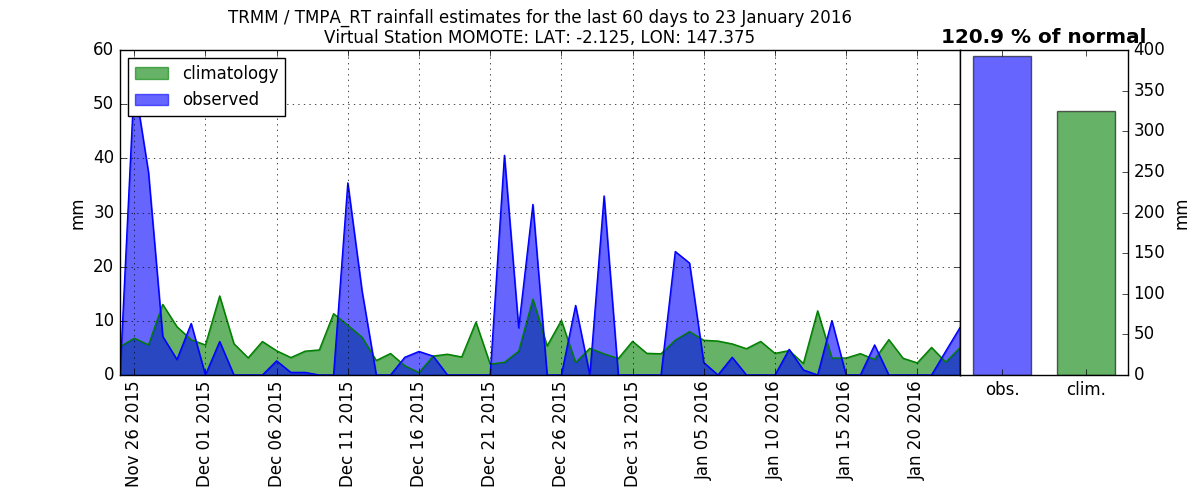 TRMM / TMPA_RT rainfall estimates for the last 60 days to 23 January 2016
Virtual Station MOMOTE: LAT: -2.125, LON: 147.375
120.9 % of normal
climatology
observed
60
50
40
30
20
10
0
mm
Nov 26 2015
Dec 01 2015
Dec 06 2015
Dec 11 2015
Dec 16 2015
Dec 21 2015
Dec 26 2015
Dec 31 2015
Jan 05 2016
Jan 10 2016
Jan 15 2016
Jan 20 2016
400
350
300
250
200
150
100
50
0
mm
obs.
clim.